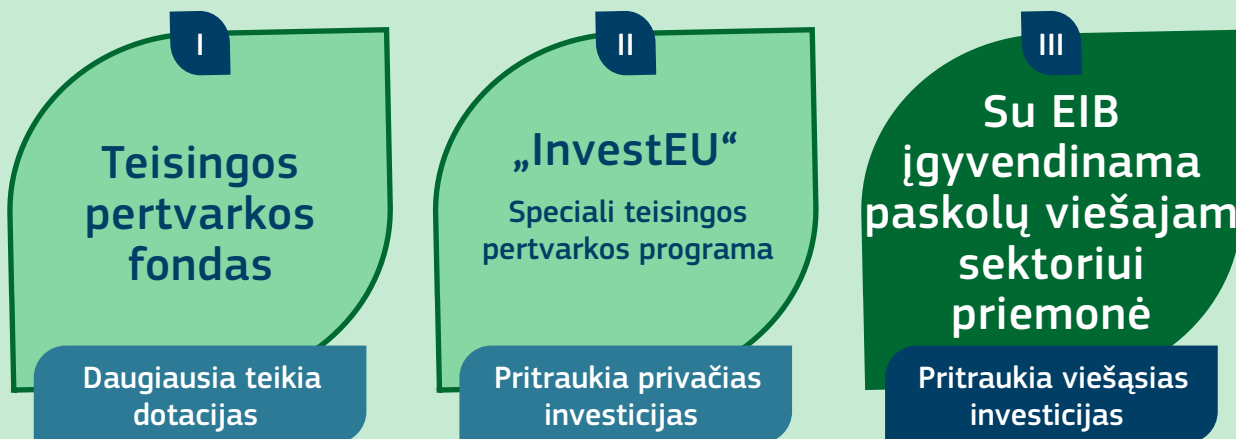 I
Teisingos
pertvarkos
fondas
Daugiausia teikia
dotacijas
II
„InvestEU“
Speciali teisingos
pertvarkos programa
Pritraukia privačias
investicijas
III
Su EIB
įgyvendinama
paskolų viešajam
sektoriui
priemonė
Pritraukia viešąsias
investicijas